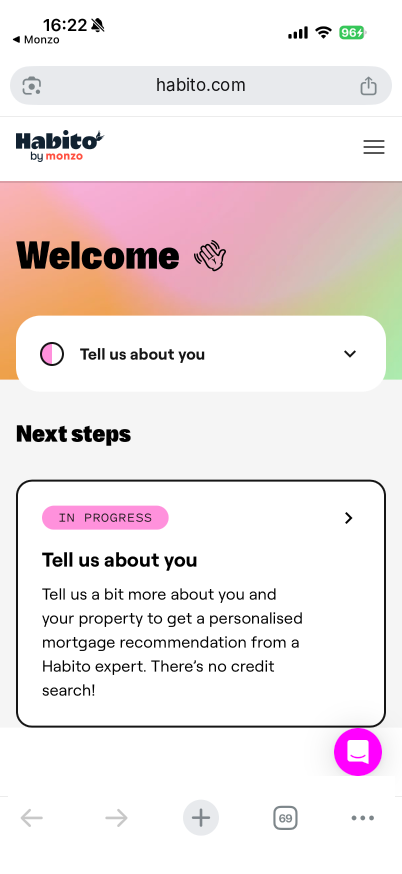 16:22
96
◀ Monzo
habito.com
Habito
by monzo
Welcome
Tell us about you
Next steps
IN PROGRESS
Tell us about you
Tell us a bit more about you and
your property to get a personalised
mortgage recommendation from a
Habito expert. There's no credit
search!
69